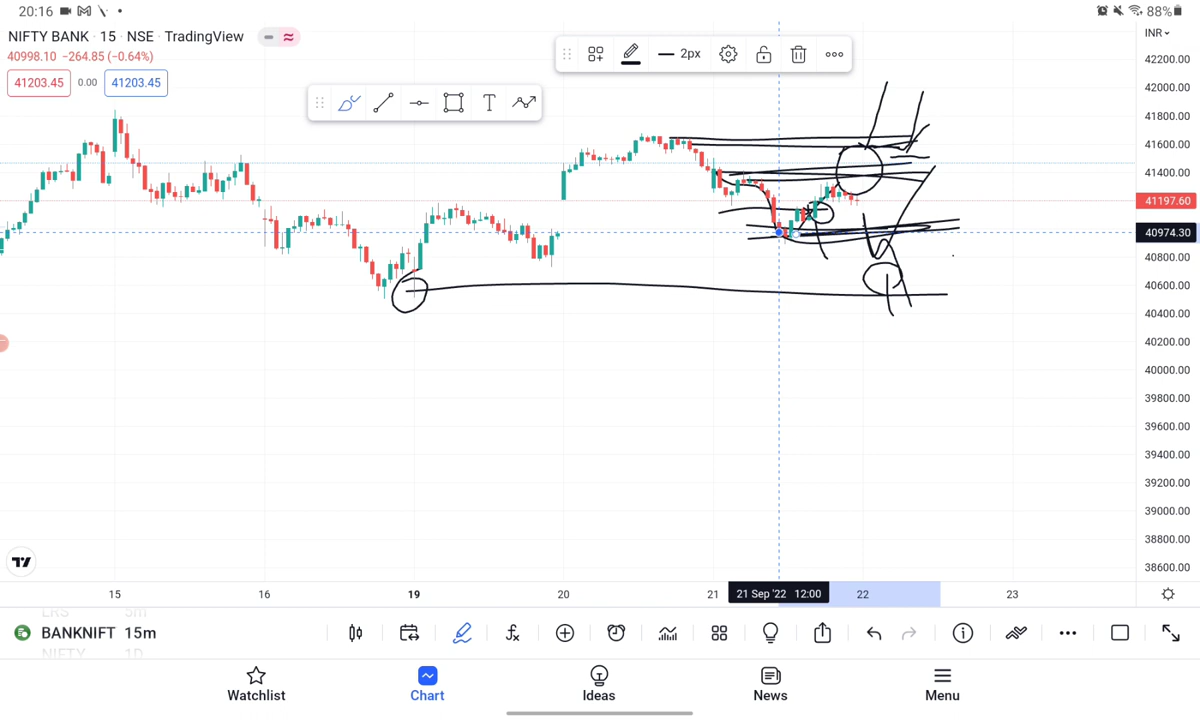 20:16
88%
NIFTY BANK · 15 · NSE · TradingView
40998.10 −264.85 (−0.64%)
41203.45 0.00 41203.45
2px
INR
42200.00
42000.00
41800.00
41600.00
41400.00
41197.60
40974.30
40800.00
40600.00
40400.00
40200.00
40000.00
39800.00
39600.00
39400.00
39200.00
39000.00
38800.00
38600.00
15 16 19 20 21 21 Sep '22 12:00 22 23
LRS 5m
BANKNIFT 15m
NIFTY 1D
Watchlist Chart Ideas News Menu